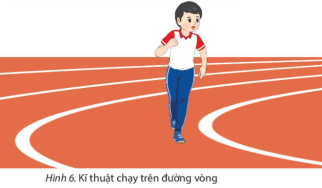 Hình 6. Kĩ thuật chạy trên đường vòng